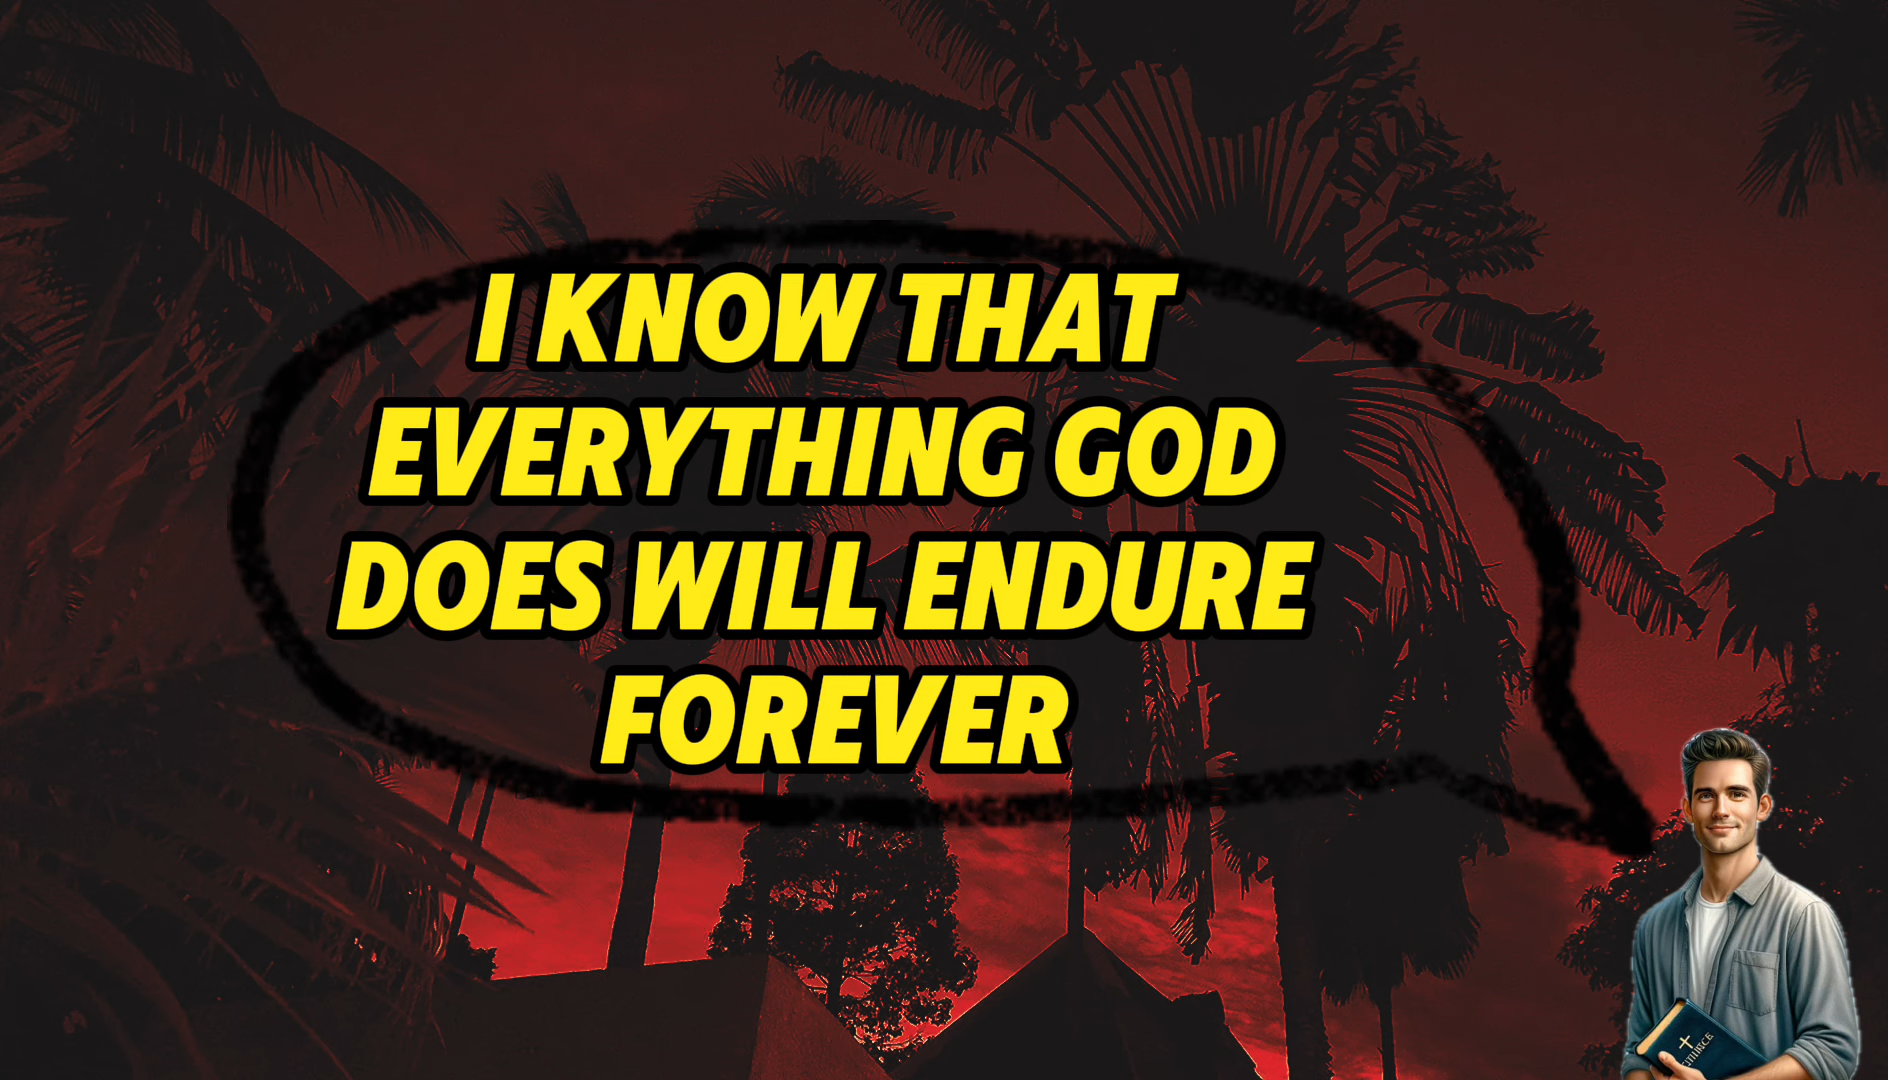 I KNOW THAT
EVERYTHING GOD
DOES WILL ENDURE
FOREVER